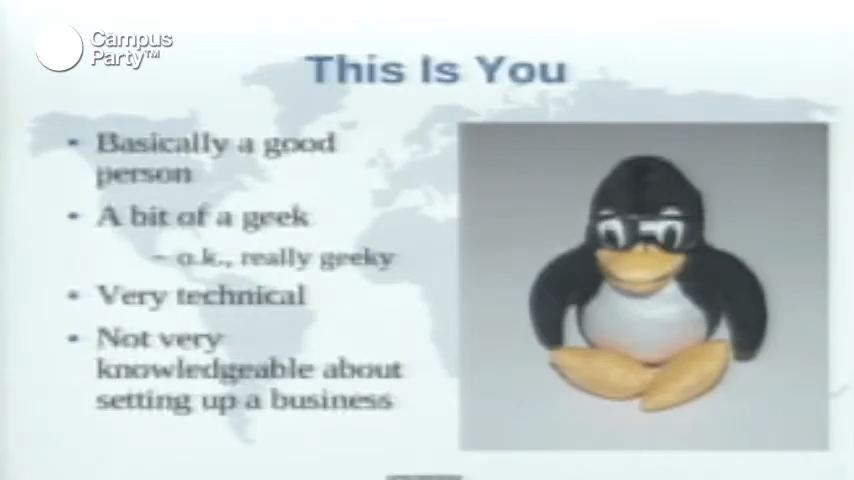 Campus
Party™
This Is You
• Basically a good
person
• A bit of a geek
– o.k., really geeky
• Very technical
• Not very
knowledgeable about
setting up a business